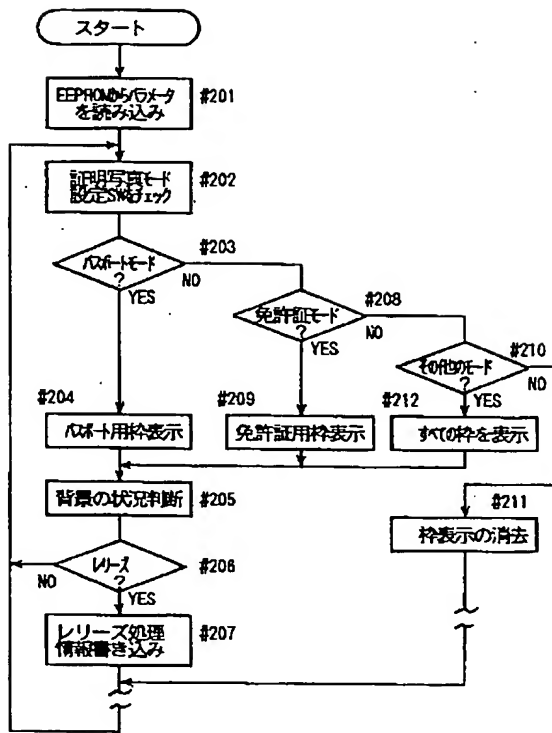 スタート
EEPROMからパラメータ
を読み込み
#201
証明写真モード
設定SWをチェック
#202
パスポートモード
?
#203
NO
YES
免許証モード
?
#208
NO
YES
その他のモード
?
#210
NO
YES
#204
パスポート用枠表示
#209
免許証用枠表示
#212
すべての枠を表示
背景の状況判断
#205
#211
枠表示の消去
レリーズ
?
#206
NO
YES
レリーズ処理
情報書き込み
#207